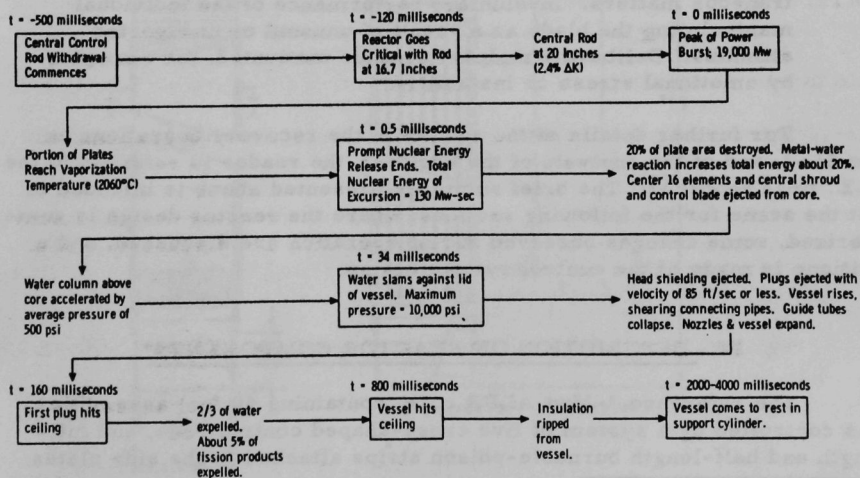 t = -500 milliseconds
Central Control
Rod Withdrawal
Commences
t = -120 milliseconds
Reactor Goes
Critical with Rod
at 16.7 Inches
Central Rod
at 20 Inches
(2.4% ΔK)
t = 0 milliseconds
Peak of Power
Burst; 19,000 Mw
Portion of Plates
Reach Vaporization
Temperature (2060°C)
t = 0.5 milliseconds
Prompt Nuclear Energy
Release Ends. Total
Nuclear Energy of
Excursion = 130 Mw-sec
20% of plate area destroyed. Metal-water
reaction increases total energy about 20%.
Center 16 elements and central shroud
and control blade ejected from core.
Water column above
core accelerated by
average pressure of
500 psi
t = 34 milliseconds
Water slams against lid
of vessel. Maximum
pressure = 10,000 psi
Head shielding ejected. Plugs ejected with
velocity of 85 ft/sec or less. Vessel rises,
shearing connecting pipes. Guide tubes
collapse. Nozzles & vessel expand.
t = 160 milliseconds
First plug hits
ceiling
2/3 of water
expelled.
About 5% of
fission products
expelled.
t = 800 milliseconds
Vessel hits
ceiling
Insulation
ripped
from
vessel.
t = 2000-4000 milliseconds
Vessel comes to rest in
support cylinder.